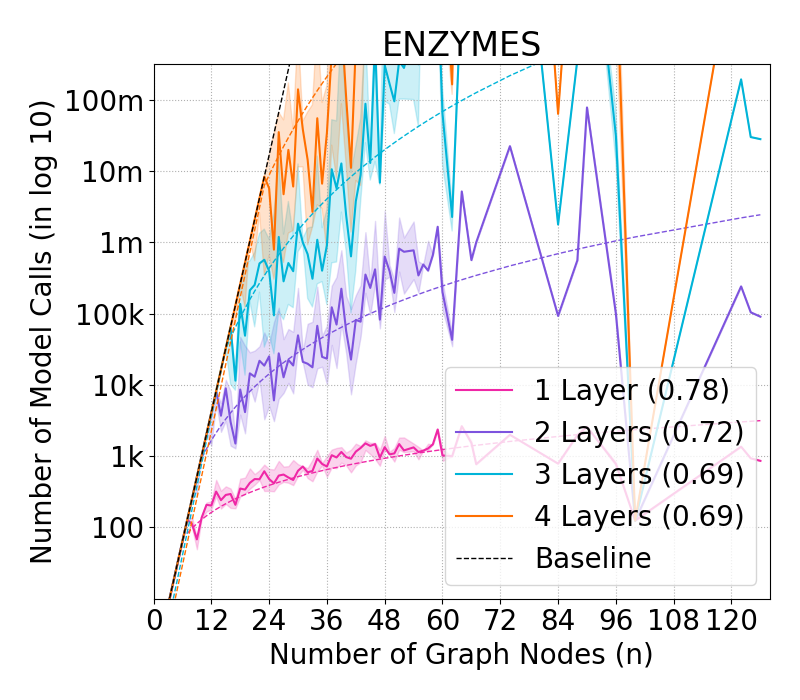 ENZYMES
Number of Model Calls (in log 10)
100m
10m
1m
100k
10k
1k
100
1 Layer (0.78)
2 Layers (0.72)
3 Layers (0.69)
4 Layers (0.69)
Baseline
0 12 24 36 48 60 72 84 96 108 120
Number of Graph Nodes (n)